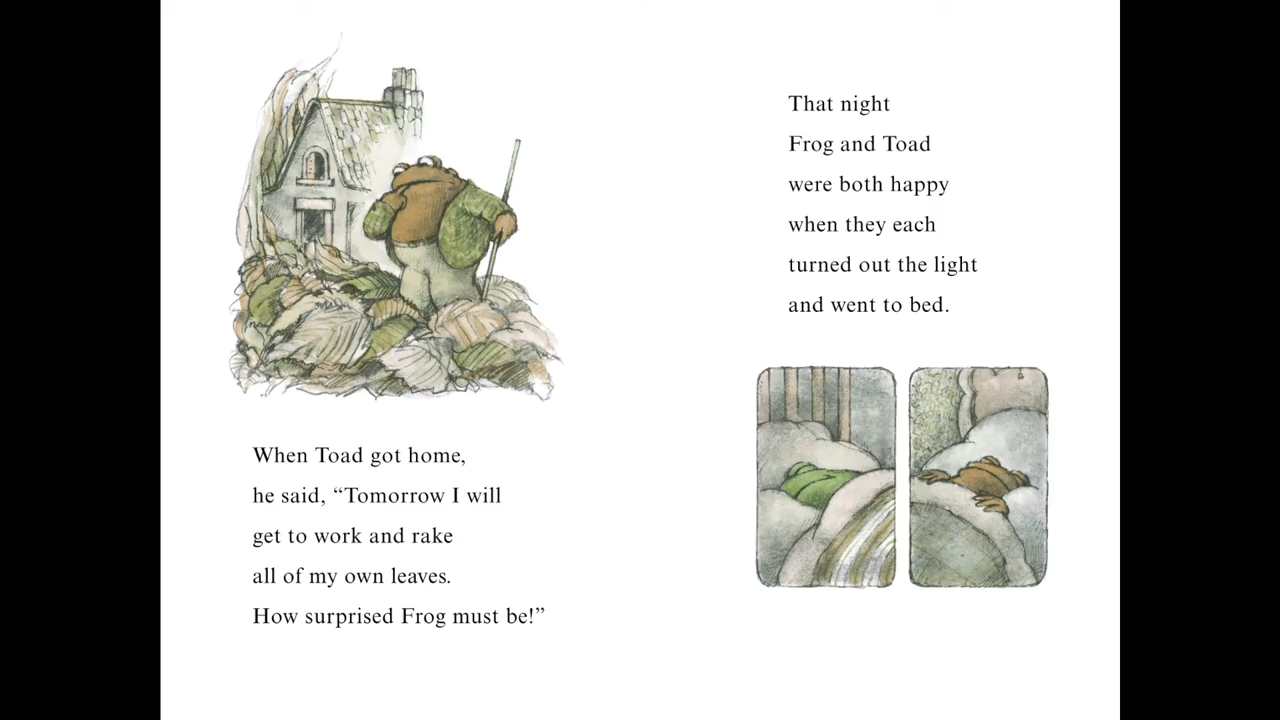 When Toad got home,
he said, “Tomorrow I will
get to work and rake
all of my own leaves.
How surprised Frog must be!”
That night
Frog and Toad
were both happy
when they each
turned out the light
and went to bed.